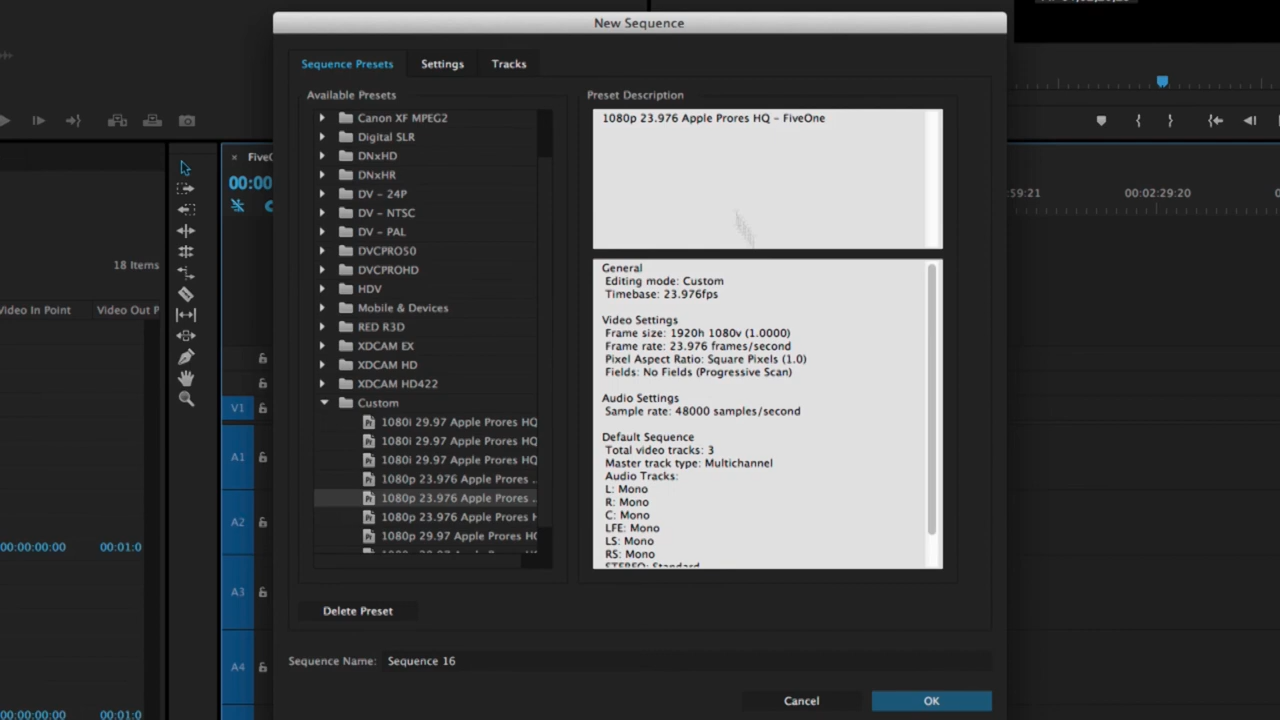 New Sequence
Sequence Presets
Settings
Tracks
Available Presets
Canon XF MPEG2
Digital SLR
DNxHD
DNxHR
DV – 24P
DV – NTSC
DV – PAL
DVCPRO50
DVCPROHD
HDV
Mobile & Devices
RED R3D
XDCAM EX
XDCAM HD
XDCAM HD422
Custom
1080i 29.97 Apple Prores HQ
1080i 29.97 Apple Prores HQ
1080i 29.97 Apple Prores HQ
1080p 23.976 Apple Prores ..
1080p 23.976 Apple Prores ..
1080p 23.976 Apple Prores H
1080p 29.97 Apple Prores HQ
Delete Preset
Preset Description
1080p 23.976 Apple Prores HQ – FiveOne
General
Editing mode: Custom
Timebase: 23.976fps
Video Settings
Frame size: 1920h 1080v (1.0000)
Frame rate: 23.976 frames/second
Pixel Aspect Ratio: Square Pixels (1.0)
Fields: No Fields (Progressive Scan)
Audio Settings
Sample rate: 48000 samples/second
Default Sequence
Total video tracks: 3
Master track type: Multichannel
Audio Tracks:
L: Mono
R: Mono
C: Mono
LFE: Mono
LS: Mono
RS: Mono
STEREO: Standard
Sequence Name: Sequence 16
Cancel
OK
18 Items
Video In Point
Video Out P
00:00:00:00
00:01:0
00:00:00:00
00:01:0
× FiveO
00:00
V1
A1
A2
A3
A4
:59:21
00:02:29:20